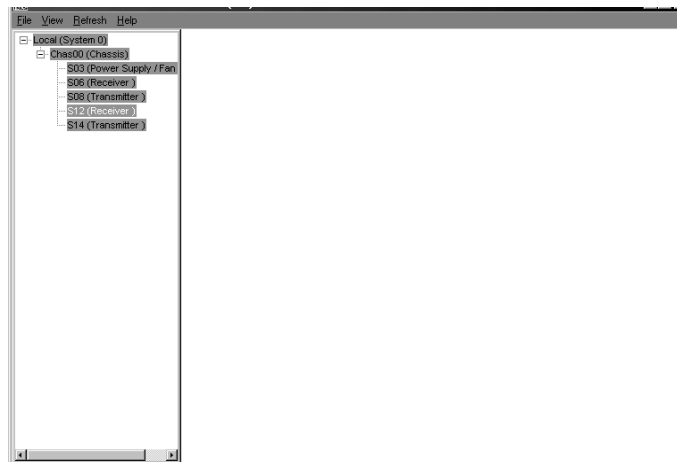 File View Refresh Help
Local (System 0)
Chas00 (Chassis)
S03 (Power Supply / Fan
S06 (Receiver )
S08 (Transmitter )
S12 (Receiver )
S14 (Transmitter )